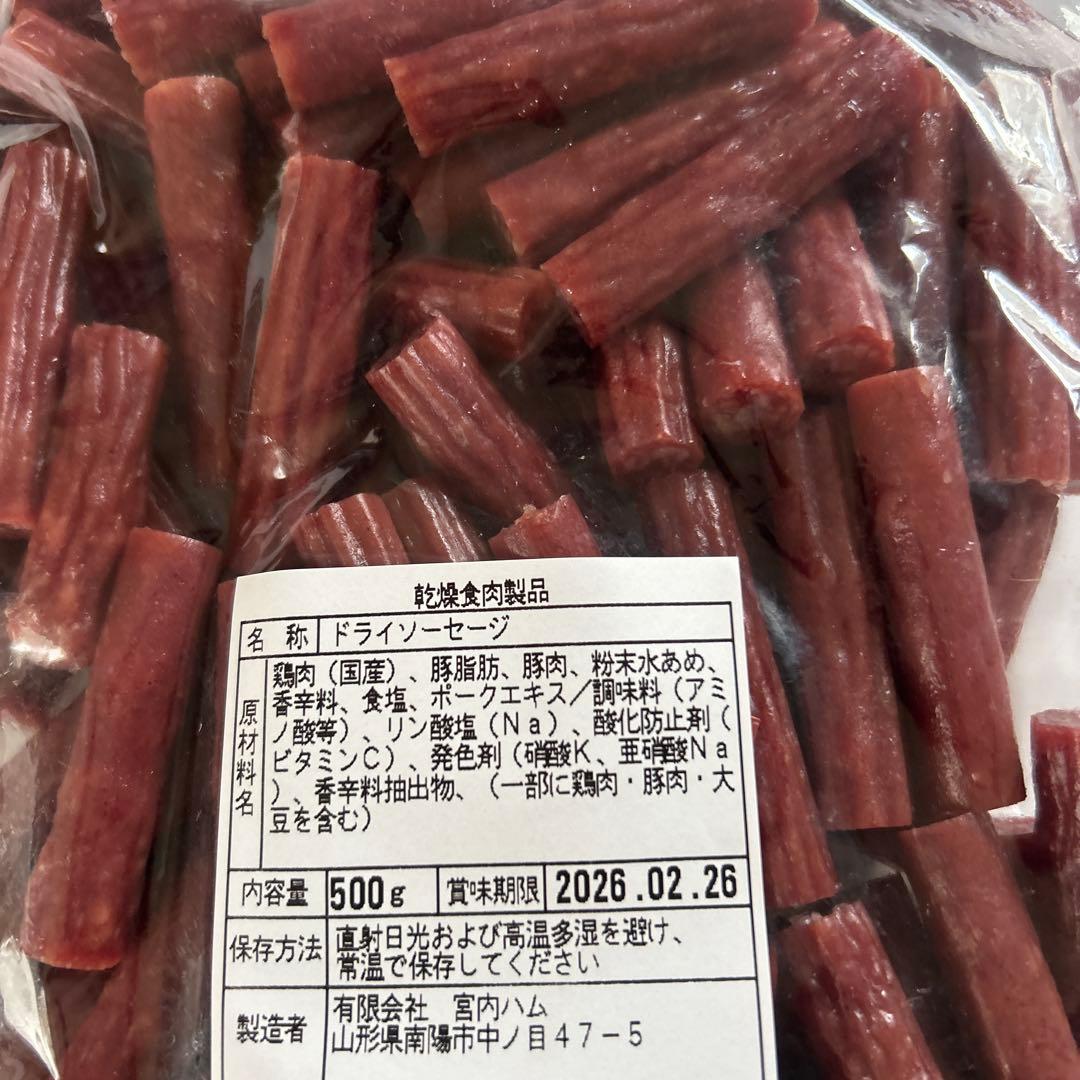 乾燥食肉製品
名 称 ドライソーセージ
原材料名
鶏肉（国産）、豚脂肪、豚肉、粉末水あめ、
香辛料、食塩、ポークエキス／調味料（アミ
ノ酸等）、リン酸塩（Ｎａ）、酸化防止剤（
ビタミンＣ）、発色剤（硝酸Ｋ、亜硝酸Ｎａ
）、香辛料抽出物、（一部に鶏肉・豚肉・大
豆を含む）
内容量 500g 賞味期限 2026.02.26
保存方法
直射日光および高温多湿を避け、
常温で保存してください
製造者
有限会社　宮内ハム
山形県南陽市中ノ目４７－５